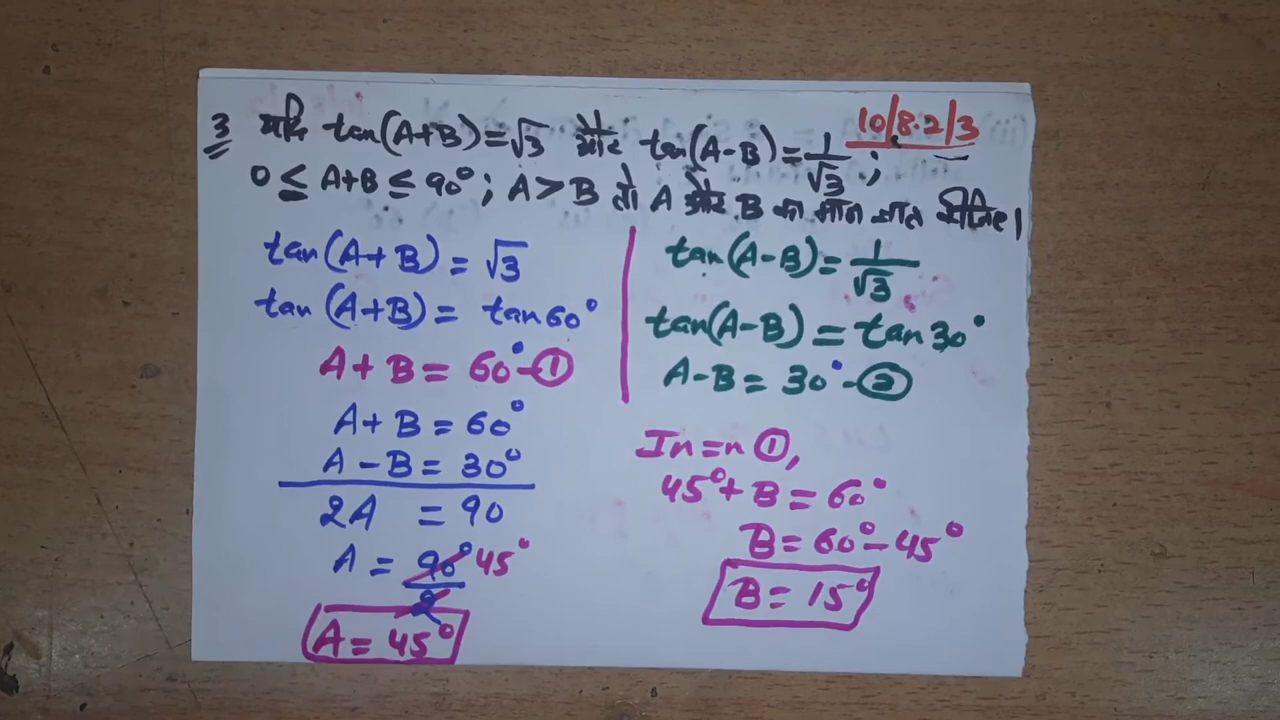 3 यदि tan(A+B)=√3 और tan(A-B)=1/√3; 10/8.2/3
0≤ A+B ≤ 90°; A>B तो A और B का मान ज्ञात कीजिए।
tan(A+B)=√3
tan(A+B)= tan60°
A+B= 60° -①
A+B=60°
A-B=30°
2A =90
A= 90°/2 45°
A=45°
tan(A-B)=1/√3
tan(A-B)=tan30°
A-B=30° -②
In=n ①,
45°+B=60°
B=60°-45°
B=15°